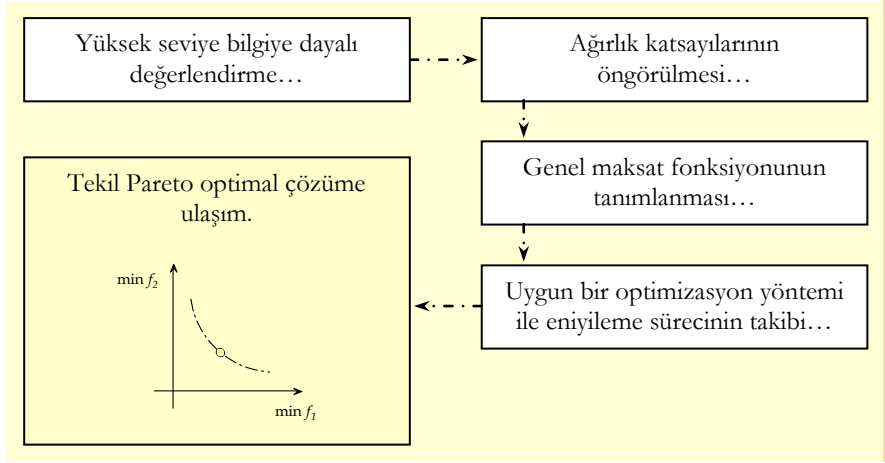 Yüksek seviye bilgiye dayalı
değerlendirme…
Ağırlık katsayılarının
öngörülmesi…
Genel maksat fonksiyonunun
tanımlanması…
Uygun bir optimizasyon yöntemi
ile eniyileme sürecinin takibi…
Tekil Pareto optimal çözüme
ulaşım.
min f2
min f1